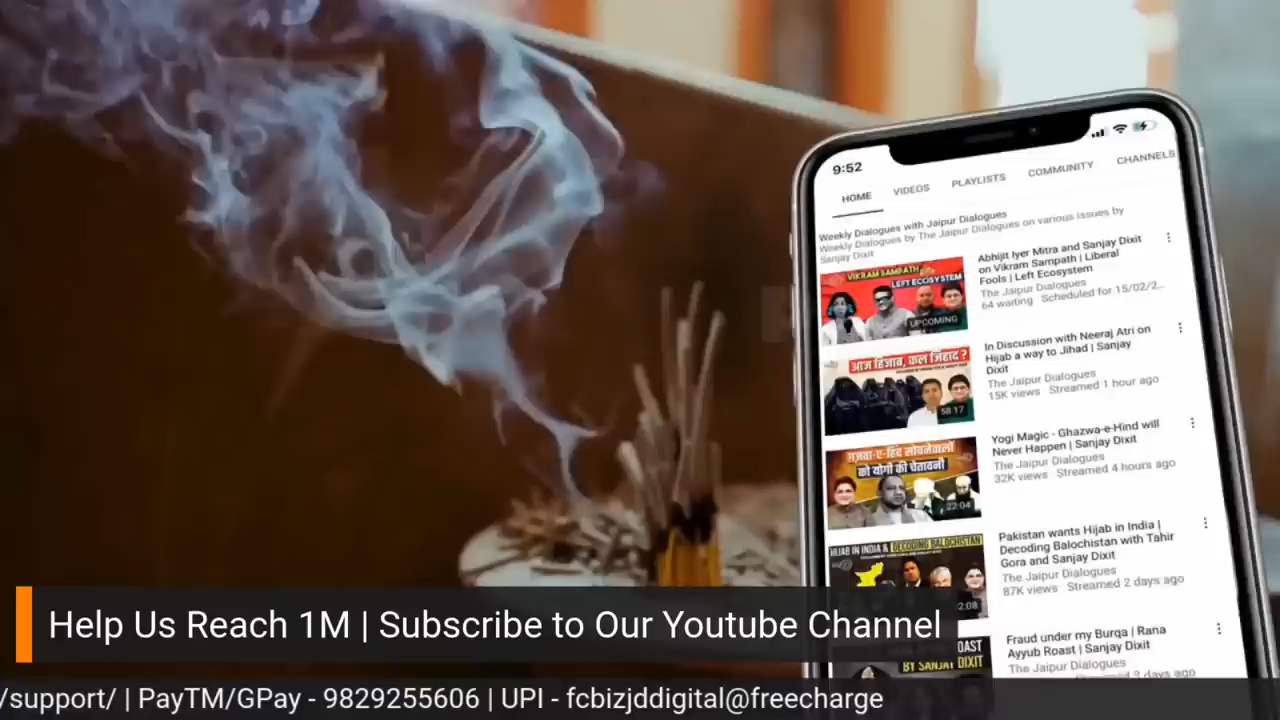 9:52
HOME VIDEOS PLAYLISTS COMMUNITY CHANNELS
Weekly Dialogues with Jaipur Dialogues
Weekly Dialogues by The Jaipur Dialogues on various issues by
Sanjay Dixit
VIKRAM SAMPATH
LEFT ECOSYSTEM
UPCOMING
Abhijit Iyer Mitra and Sanjay Dixit
on Vikram Sampath | Liberal
Fools | Left Ecosystem
The Jaipur Dialogues
64 waiting Scheduled for 15/02/2...
आज हिजाब, कल जिहाद ?
58:17
In Discussion with Neeraj Atri on
Hijab a way to Jihad | Sanjay
Dixit
The Jaipur Dialogues
15K views Streamed 1 hour ago
गजवा-ए-हिंद सोचनेवालों
को योगी की चेतावनी
22:04
Yogi Magic - Ghazwa-e-Hind will
Never Happen | Sanjay Dixit
The Jaipur Dialogues
32K views Streamed 4 hours ago
HIJAB IN INDIA & DECODING BALOCHISTAN
2:08
Pakistan wants Hijab in India |
Decoding Balochistan with Tahir
Gora and Sanjay Dixit
The Jaipur Dialogues
87K views Streamed 2 days ago
OAST
BY SANJAY DIXIT
Fraud under my Burqa | Rana
Ayyub Roast | Sanjay Dixit
The Jaipur Dialogues
Help Us Reach 1M | Subscribe to Our Youtube Channel
/support/ | PayTM/GPay - 9829255606 | UPI - fcbizjddigital@freecharge